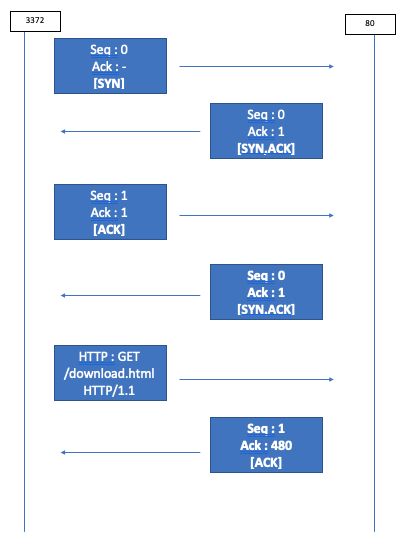 3372
80
Seq : 0
Ack : -
[SYN]
Seq : 0
Ack : 1
[SYN.ACK]
Seq : 1
Ack : 1
[ACK]
Seq : 0
Ack : 1
[SYN.ACK]
HTTP : GET
/download.html
HTTP/1.1
Seq : 1
Ack : 480
[ACK]